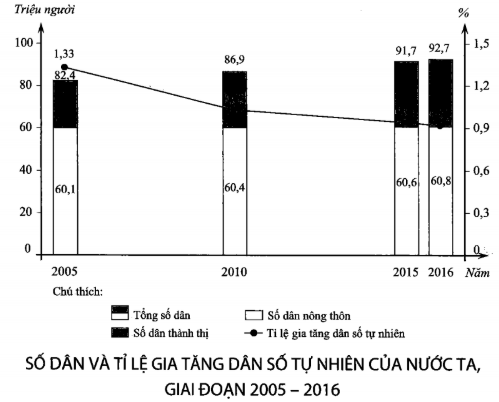 Triệu người %
100 1,33 86,9 91,7 92,7 1,5
82,4
80 1,2
60 0,9
40 60,1 60,4 60,6 60,8 0,6
20 0,3
0 0
2005 2010 2015 2016 Năm
Chú thích:
Tổng số dân Số dân nông thôn
Số dân thành thị Tỉ lệ gia tăng dân số tự nhiên
SỐ DÂN VÀ TỈ LỆ GIA TĂNG DÂN SỐ TỰ NHIÊN CỦA NƯỚC TA,
GIAI ĐOẠN 2005 – 2016